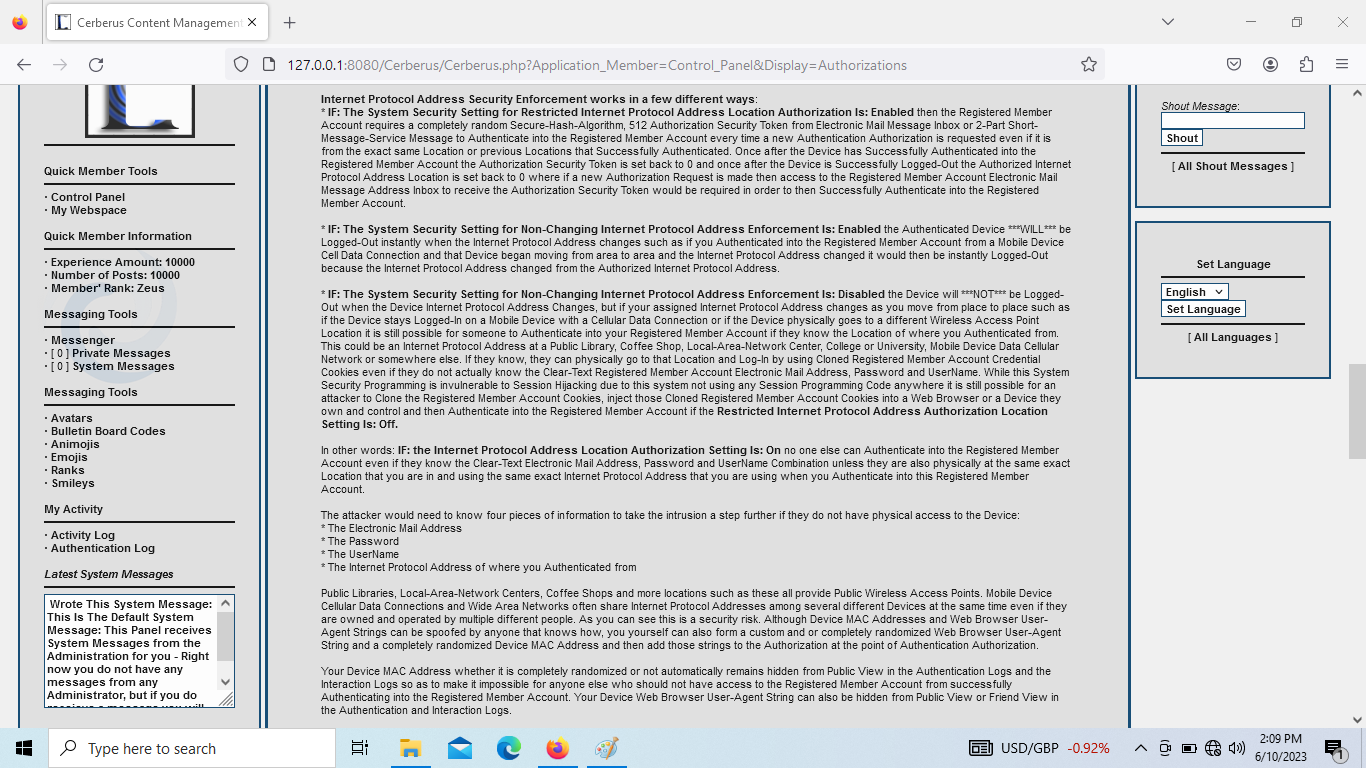 Cerberus Content Management
127.0.0.1:8080/Cerberus/Cerberus.php?Application_Member=Control_Panel&Display=Authorizations
Quick Member Tools
· Control Panel
· My Webspace
Quick Member Information
· Experience Amount: 10000
· Number of Posts: 10000
· Member' Rank: Zeus
Messaging Tools
· Messenger
· [ 0 ] Private Messages
· [ 0 ] System Messages
Messaging Tools
· Avatars
· Bulletin Board Codes
· Animojis
· Emojis
· Ranks
· Smileys
My Activity
· Activity Log
· Authentication Log
Latest System Messages
Wrote This System Message:
This Is The Default System
Message: This Panel receives
System Messages from the
Administration for you - Right
now you do not have any
messages from any
Administrator, but if you do
Internet Protocol Address Security Enforcement works in a few different ways:
* IF: The System Security Setting for Restricted Internet Protocol Address Location Authorization Is: Enabled then the Registered Member
Account requires a completely random Secure-Hash-Algorithm, 512 Authorization Security Token from Electronic Mail Message Inbox or 2-Part Short-
Message-Service Message to Authenticate into the Registered Member Account every time a new Authentication Authorization is requested even if it is
from the exact same Location or previous Locations that Successfully Authenticated. Once after the Device has Successfully Authenticated into the
Registered Member Account the Authorization Security Token is set back to 0 and once after the Device is Successfully Logged-Out the Authorized Internet
Protocol Address Location is set back to 0 where if a new Authorization Request is made then access to the Registered Member Account Electronic Mail
Message Address Inbox to receive the Authorization Security Token would be required in order to then Successfully Authenticate into the Registered
Member Account.
* IF: The System Security Setting for Non-Changing Internet Protocol Address Enforcement Is: Enabled the Authenticated Device ***WILL*** be
Logged-Out instantly when the Internet Protocol Address changes such as if you Authenticated into the Registered Member Account from a Mobile Device
Cell Data Connection and that Device began moving from area to area and the Internet Protocol Address changed it would then be instantly Logged-Out
because the Internet Protocol Address changed from the Authorized Internet Protocol Address.
* IF: The System Security Setting for Non-Changing Internet Protocol Address Enforcement Is: Disabled the Device will ***NOT*** be Logged-
Out when the Device Internet Protocol Address Changes, but if your assigned Internet Protocol Address changes as you move from place to place such as
if the Device stays Logged-In on a Mobile Device with a Cellular Data Connection or if the Device physically goes to a different Wireless Access Point
Location it is still possible for someone to Authenticate into your Registered Member Account if they know the Location of where you Authenticated from.
This could be an Internet Protocol Address at a Public Library, Coffee Shop, Local-Area-Network Center, College or University, Mobile Device Data Cellular
Network or somewhere else. If they know, they can physically go to that Location and Log-In by using Cloned Registered Member Account Credential
Cookies even if they do not actually know the Clear-Text Registered Member Account Electronic Mail Address, Password and UserName. While this System
Security Programming is invulnerable to Session Hijacking due to this system not using any Session Programming Code anywhere it is still possible for an
attacker to Clone the Registered Member Account Cookies, inject those Cloned Registered Member Account Cookies into a Web Browser or a Device they
own and control and then Authenticate into the Registered Member Account if the Restricted Internet Protocol Address Authorization Location
Setting Is: Off.
In other words: IF: the Internet Protocol Address Location Authorization Setting Is: On no one else can Authenticate into the Registered Member
Account even if they know the Clear-Text Electronic Mail Address, Password and UserName Combination unless they are also physically at the same exact
Location that you are in and using the same exact Internet Protocol Address that you are using when you Authenticate into this Registered Member
Account.
The attacker would need to know four pieces of information to take the intrusion a step further if they do not have physical access to the Device:
* The Electronic Mail Address
* The Password
* The UserName
* The Internet Protocol Address of where you Authenticated from
Public Libraries, Local-Area-Network Centers, Coffee Shops and more locations such as these all provide Public Wireless Access Points. Mobile Device
Cellular Data Connections and Wide Area Networks often share Internet Protocol Addresses among several different Devices at the same time even if they
are owned and operated by multiple different people. As you can see this is a security risk. Although Device MAC Addresses and Web Browser User-
Agent Strings can be spoofed by anyone that knows how, you yourself can also form a custom and or completely randomized Web Browser User-Agent
String and a completely randomized Device MAC Address and then add those strings to the Authorization at the point of Authentication Authorization.
Your Device MAC Address whether it is completely randomized or not automatically remains hidden from Public View in the Authentication Logs and the
Interaction Logs so as to make it impossible for anyone else who should not have access to the Registered Member Account from successfully
Authenticating into the Registered Member Account. Your Device Web Browser User-Agent String can also be hidden from Public View or Friend View in
the Authentication and Interaction Logs.
Shout Message:
Shout
[ All Shout Messages ]
Set Language
English
Set Language
[ All Languages ]
Type here to search
USD/GBP -0.92%
2:09 PM
6/10/2023
1